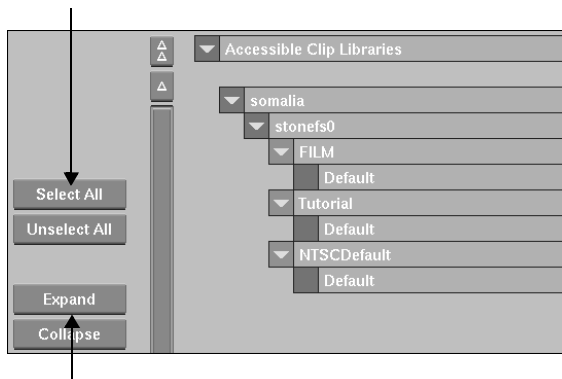 Accessible Clip Libraries
somalia
stonefs0
FILM
Default
Tutorial
Default
NTSCDefault
Default
Select All
Unselect All
Expand
Collapse